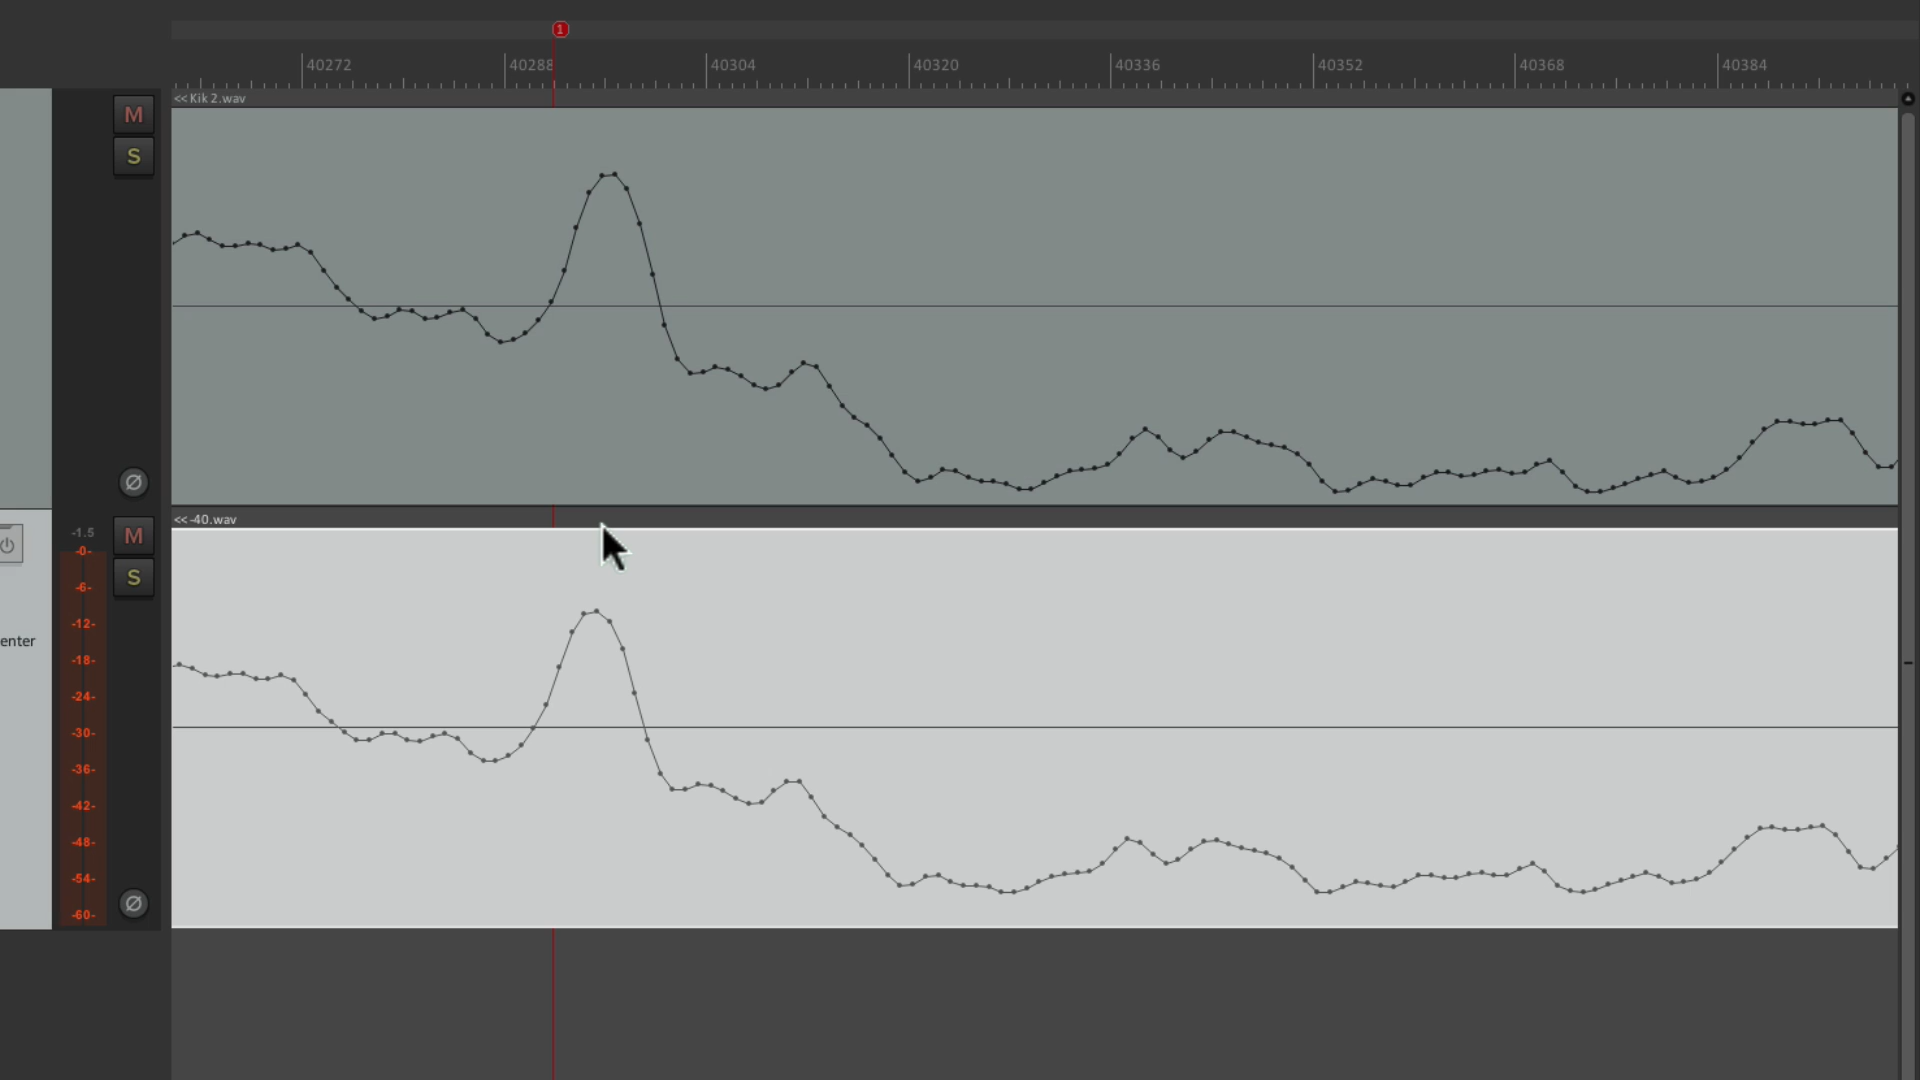 1
40272 40288 40304 40320 40336 40352 40368 40384
<< Kik 2.wav
M
S
Ø
<< -40.wav
-1.5
M
-0-
S
-6-
-12-
enter
-18-
-24-
-30-
-36-
-42-
-48-
-54-
Ø
-60-